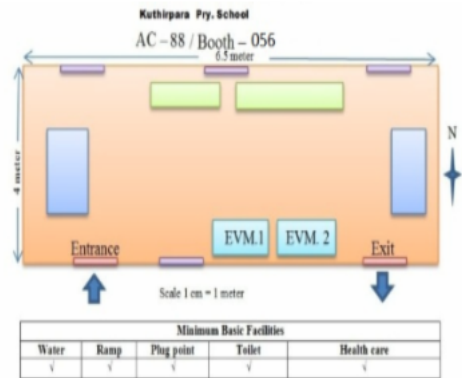 Kuthirpara Pry. School
AC – 88 / Booth – 056
6.5 meter
4 meter
N
EVM.1 EVM. 2
Entrance Exit
Scale 1 cm = 1 meter
Minimum Basic Facilities
Water Ramp Plug point Toilet Health care
√ √ √ √ √